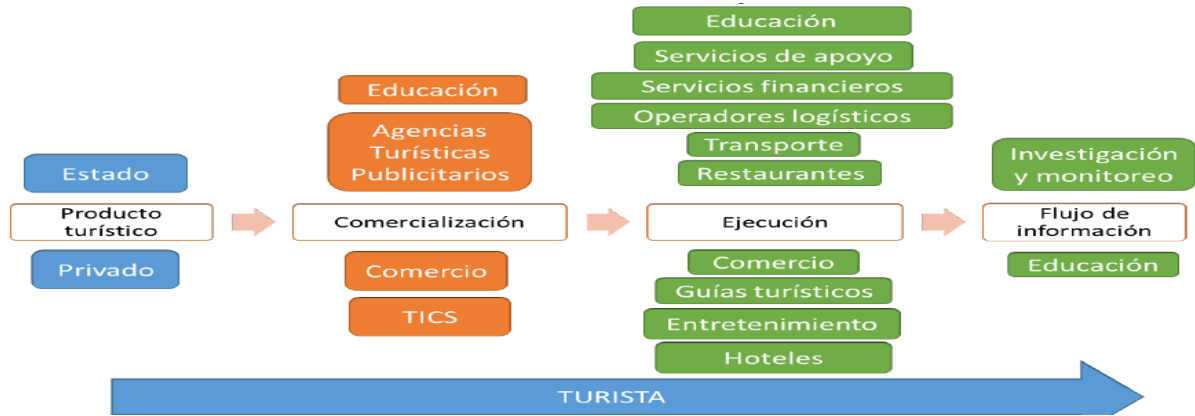 Educación
Servicios de apoyo
Servicios financieros
Operadores logísticos
Transporte
Restaurantes
Educación
Agencias
Turísticas
Publicitarios
Estado
Investigación
y monitoreo
Producto
turístico
Comercialización
Ejecución
Flujo de
información
Privado
Comercio
TICS
Comercio
Guías turísticos
Entretenimiento
Hoteles
Educación
TURISTA